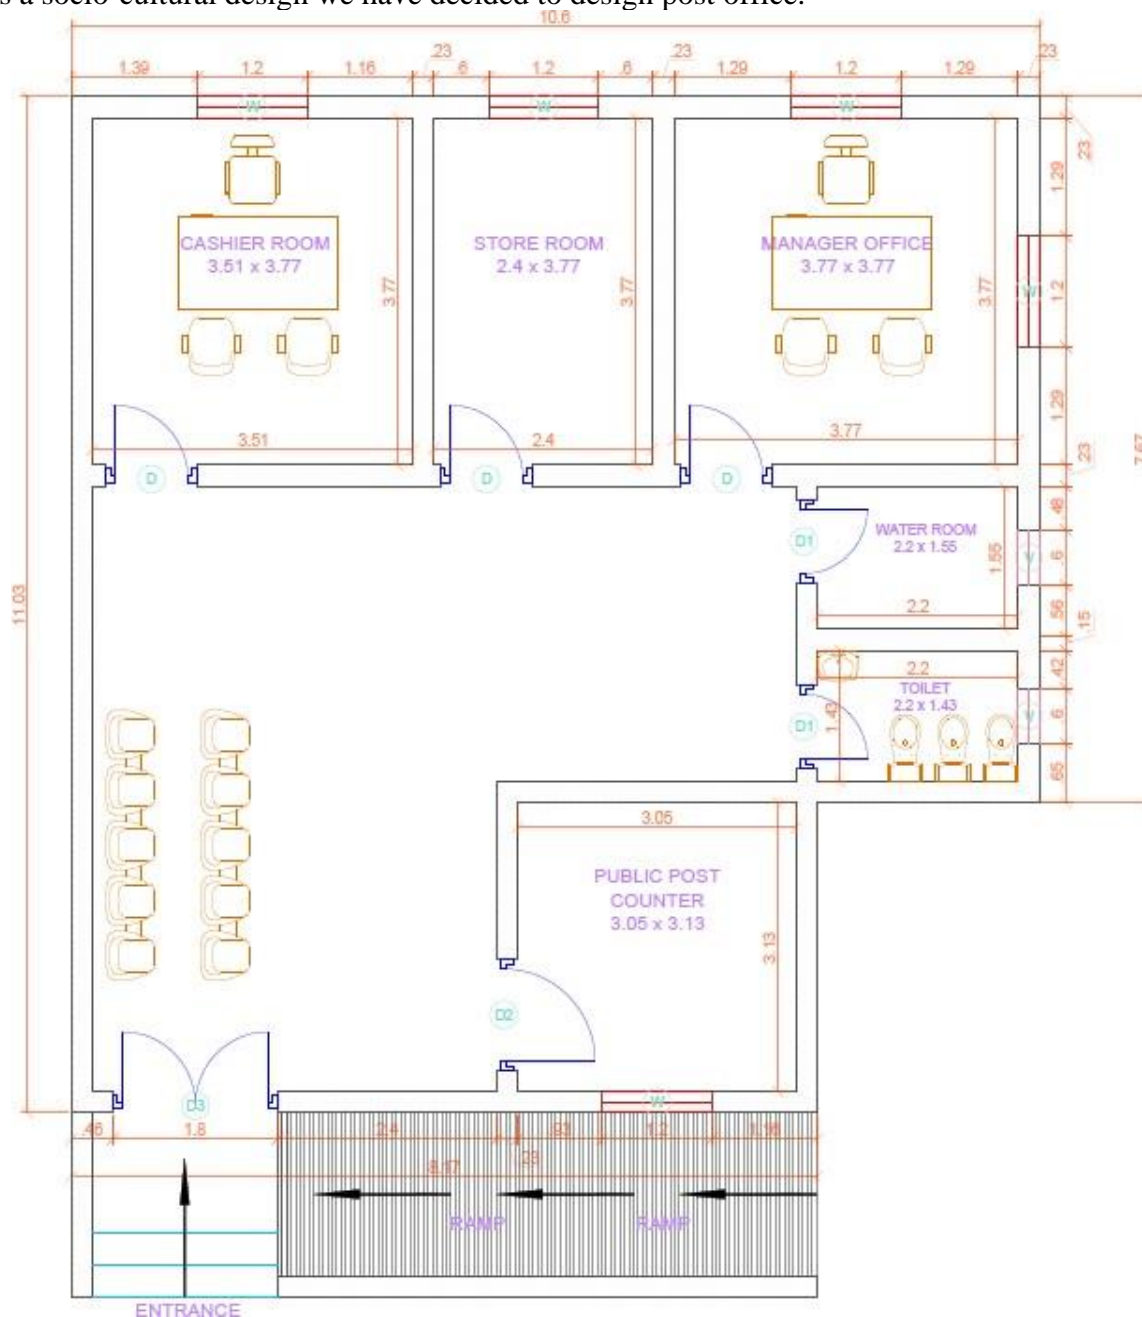 s a socio-cultural design we have decided to design post office.
10.6
.23 .23 .23
1.39 1.2 1.16 .6 1.2 .6 1.29 1.2 1.29
W W W
.23
1.29
CASHIER ROOM
3.51 x 3.77
STORE ROOM
2.4 x 3.77
MANAGER OFFICE
3.77 x 3.77
3.77 3.77 3.77
W 1.2
1.29
3.51 2.4 3.77
.23
7.67
D D D
.48
WATER ROOM
2.2 x 1.55
D1
1.55
V .6
11.03
2.2
.56
.15
2.2
.42
TOILET
2.2 x 1.43
1.43
D1
V .6
.65
3.05
PUBLIC POST
COUNTER
3.05 x 3.13
3.13
D2
D3
W
.46 1.8 2.4 .93 1.2 1.16
.23
8.17
RAMP RAMP
ENTRANCE